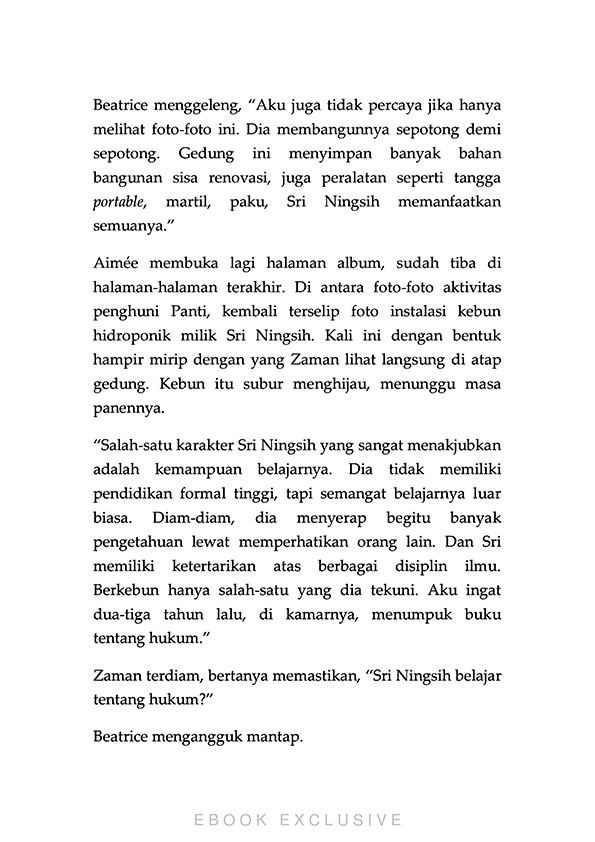 Beatrice menggeleng, “Aku juga tidak percaya jika hanya
melihat foto-foto ini. Dia membangunnya sepotong demi
sepotong. Gedung ini menyimpan banyak bahan
bangunan sisa renovasi, juga peralatan seperti tangga
portable, martil, paku, Sri Ningsih memanfaatkan
semuanya.”
Aimée membuka lagi halaman album, sudah tiba di
halaman-halaman terakhir. Di antara foto-foto aktivitas
penghuni Panti, kembali terselip foto instalasi kebun
hidroponik milik Sri Ningsih. Kali ini dengan bentuk
hampir mirip dengan yang Zaman lihat langsung di atap
gedung. Kebun itu subur menghijau, menunggu masa
panennya.
“Salah-satu karakter Sri Ningsih yang sangat menakjubkan
adalah kemampuan belajarnya. Dia tidak memiliki
pendidikan formal tinggi, tapi semangat belajarnya luar
biasa. Diam-diam, dia menyerap begitu banyak
pengetahuan lewat memperhatikan orang lain. Dan Sri
memiliki ketertarikan atas berbagai disiplin ilmu.
Berkebun hanya salah-satu yang dia tekuni. Aku ingat
dua-tiga tahun lalu, di kamarnya, menumpuk buku
tentang hukum.”
Zaman terdiam, bertanya memastikan, “Sri Ningsih belajar
tentang hukum?”
Beatrice mengangguk mantap.
EBOOK EXCLUSIVE